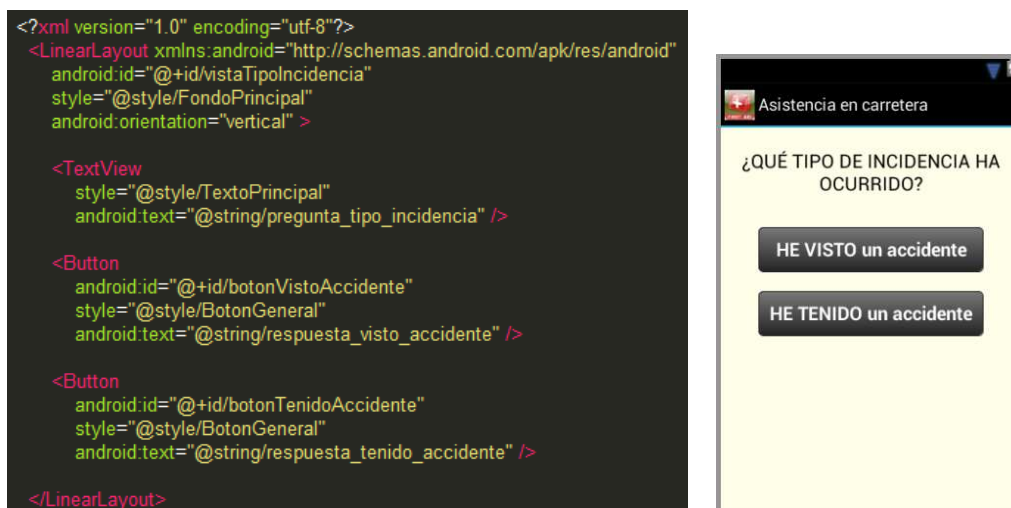 <?xml version="1.0" encoding="utf-8"?>
<LinearLayout xmlns:android="http://schemas.android.com/apk/res/android"
android:id="@+id/vistaTipoIncidencia"
style="@style/FondoPrincipal"
android:orientation="vertical" >
<TextView
style="@style/TextoPrincipal"
android:text="@string/pregunta_tipo_incidencia" />
<Button
android:id="@+id/botonVistoAccidente"
style="@style/BotonGeneral"
android:text="@string/respuesta_visto_accidente" />
<Button
android:id="@+id/botonTenidoAccidente"
style="@style/BotonGeneral"
android:text="@string/respuesta_tenido_accidente" />
</LinearLayout>
Asistencia en carretera
¿QUÉ TIPO DE INCIDENCIA HA
OCURRIDO?
HE VISTO un accidente
HE TENIDO un accidente